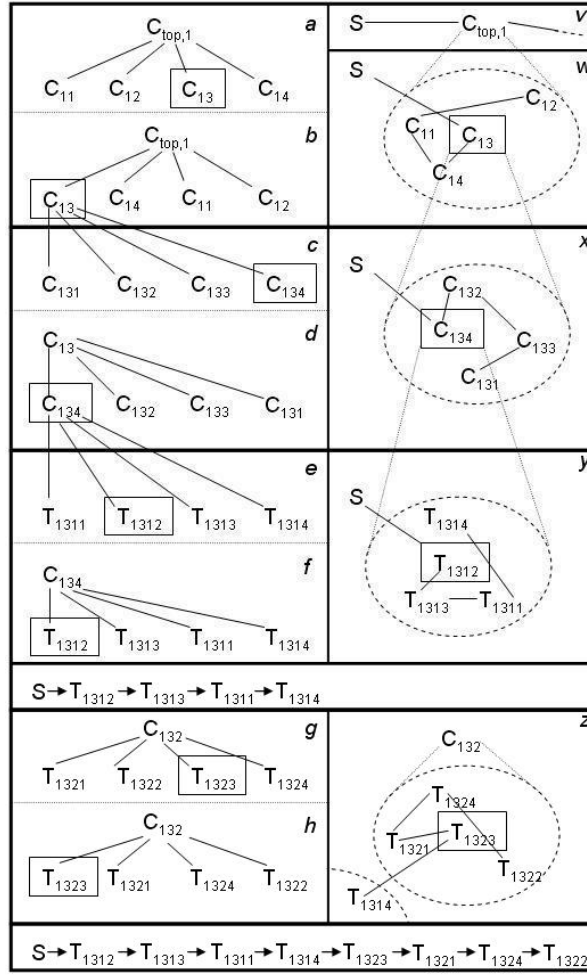 a
C top,1
C11 C12 C13 C14
b
C top,1
C13 C14 C11 C12
c
C131 C132 C133 C134
d
C13
C134 C132 C133 C131
e
T1311 T1312 T1313 T1314
f
C134
T1312 T1313 T1311 T1314
S→T1312→T1313→T1311→T1314
g
C132
T1321 T1322 T1323 T1324
h
C132
T1323 T1321 T1324 T1322
v
S C top,1
w
S
C12
C11 C13
C14
x
S
C132
C134
C133
C131
y
S
T1314
T1312
T1313 T1311
z
C132
T1324
T1321 T1323
T1322
T1314
S→T1312→T1313→T1311→T1314→T1323→T1321→T1324→T1322